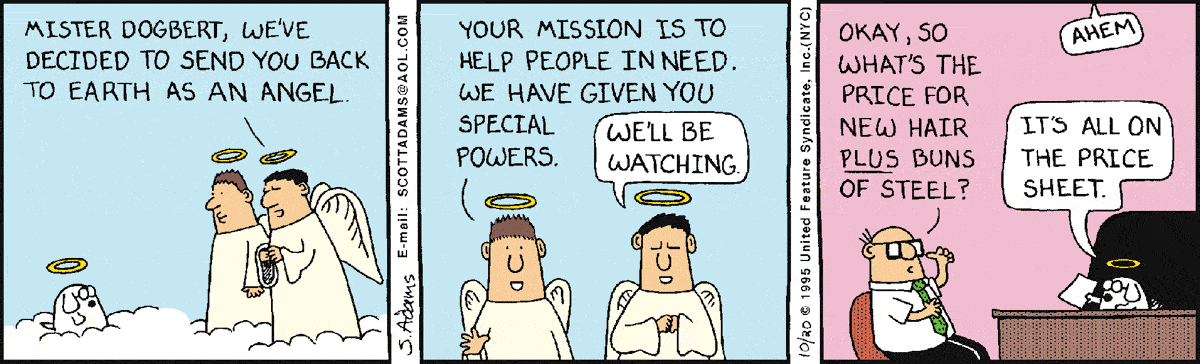 MISTER DOGBERT, WE'VE
DECIDED TO SEND YOU BACK
TO EARTH AS AN ANGEL.
S. Adams
E-mail: SCOTTADAMS@AOL.COM
YOUR MISSION IS TO
HELP PEOPLE IN NEED.
WE HAVE GIVEN YOU
SPECIAL
POWERS.
WE'LL BE
WATCHING.
10/20 © 1995 United Feature Syndicate, Inc.(NYC)
OKAY, SO
WHAT'S THE
PRICE FOR
NEW HAIR
PLUS BUNS
OF STEEL?
AHEM
IT'S ALL ON
THE PRICE
SHEET.